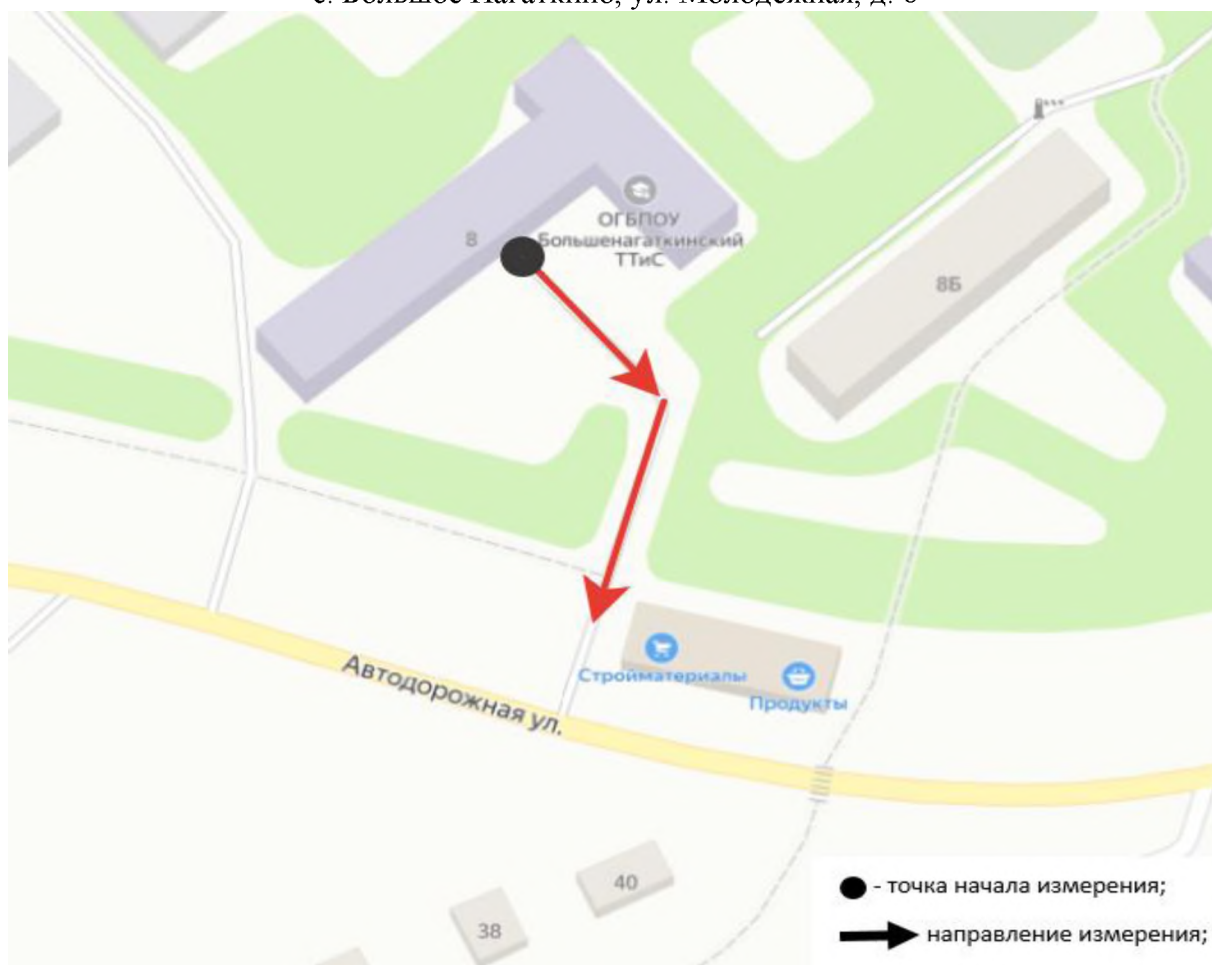 ОГБПОУ
Большенагаткинский
ТТиС
8
8Б
Автодорожная ул.
Стройматериалы
Продукты
40
38
- точка начала измерения;
направление измерения;